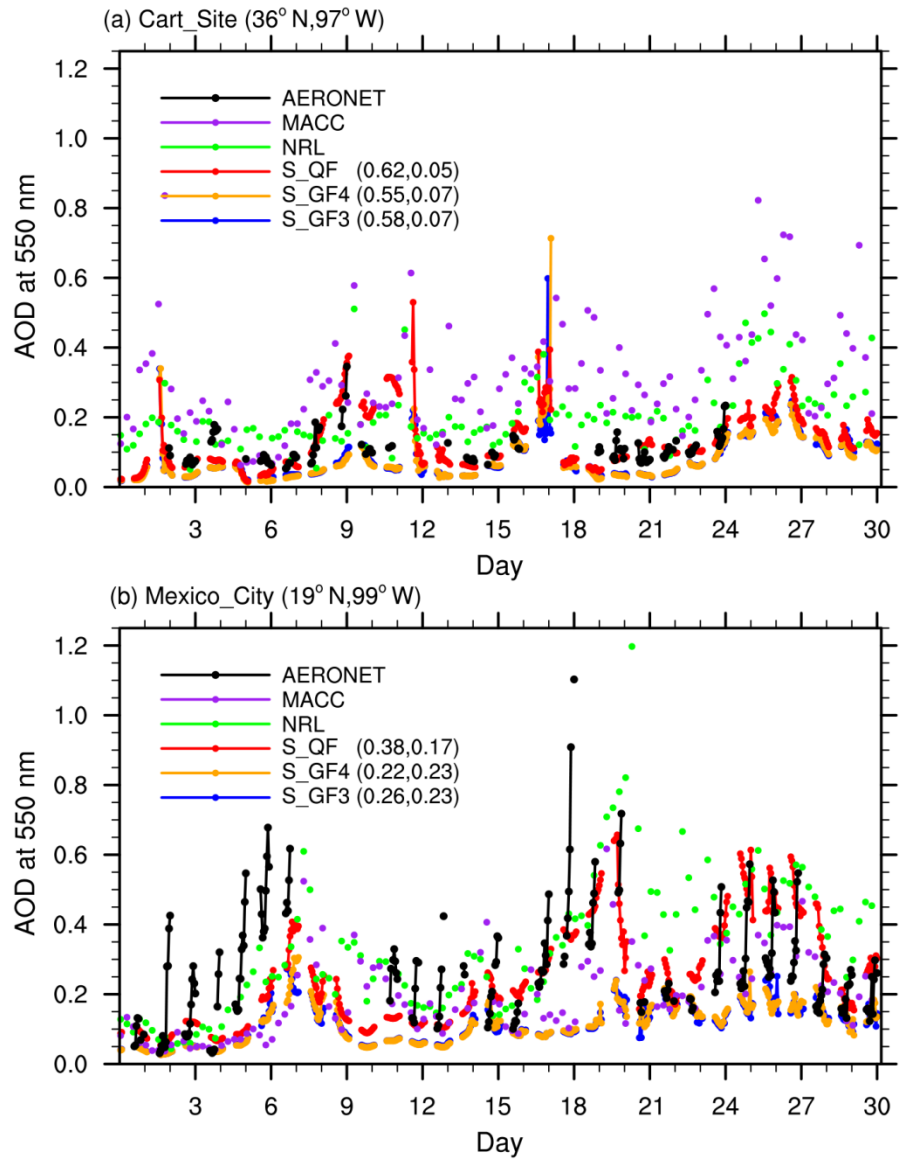 (a) Cart_Site (36° N,97° W)
1.2
1.0
0.8
0.6
0.4
0.2
0.0
AOD at 550 nm
AERONET
MACC
NRL
S_QF (0.62,0.05)
S_GF4 (0.55,0.07)
S_GF3 (0.58,0.07)
3 6 9 12 15 18 21 24 27 30
Day
(b) Mexico_City (19° N,99° W)
1.2
1.0
0.8
0.6
0.4
0.2
0.0
AOD at 550 nm
AERONET
MACC
NRL
S_QF (0.38,0.17)
S_GF4 (0.22,0.23)
S_GF3 (0.26,0.23)
3 6 9 12 15 18 21 24 27 30
Day